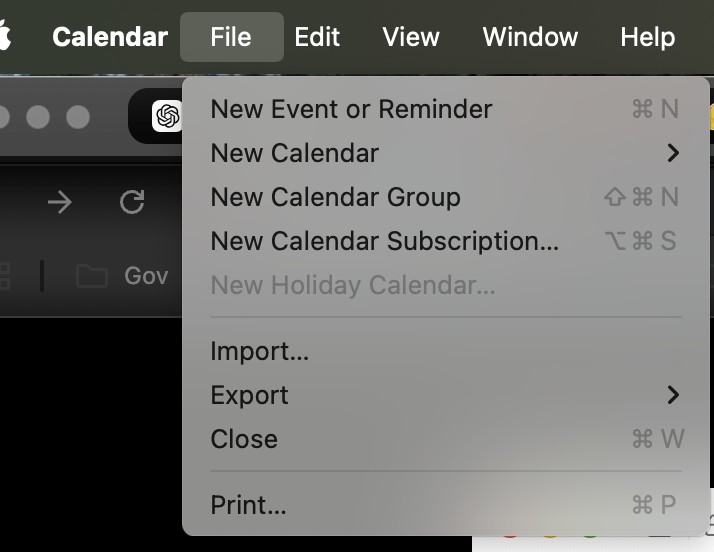 Calendar File Edit View Window Help
New Event or Reminder ⌘ N
New Calendar
New Calendar Group ⇧ ⌘ N
New Calendar Subscription... ⌥ ⌘ S
New Holiday Calendar...
Gov
Import...
Export
Close ⌘ W
Print... ⌘ P